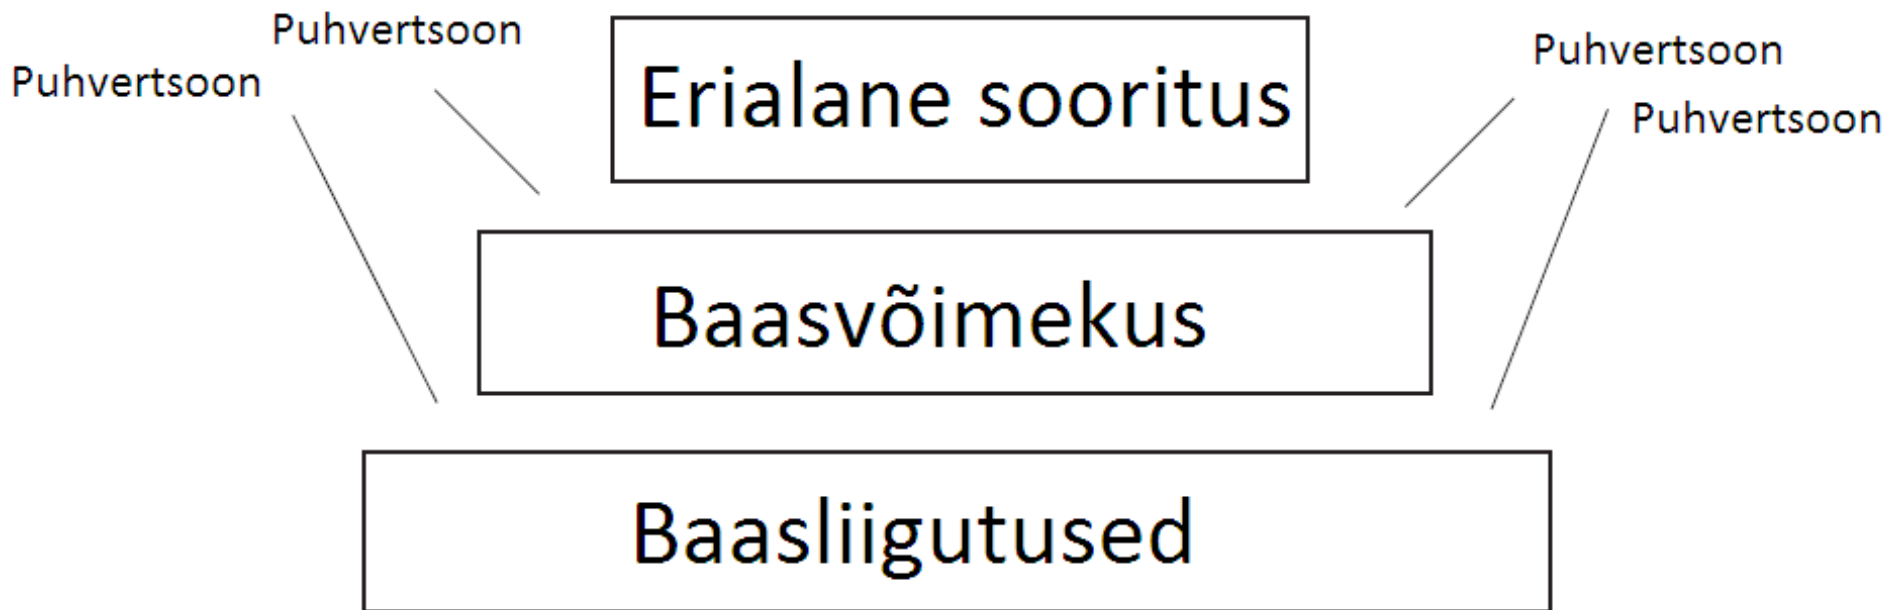 Puhvertsoon
Puhvertsoon
Erialane sooritus
Puhvertsoon
Puhvertsoon
Baasvõimekus
Baasliigutused